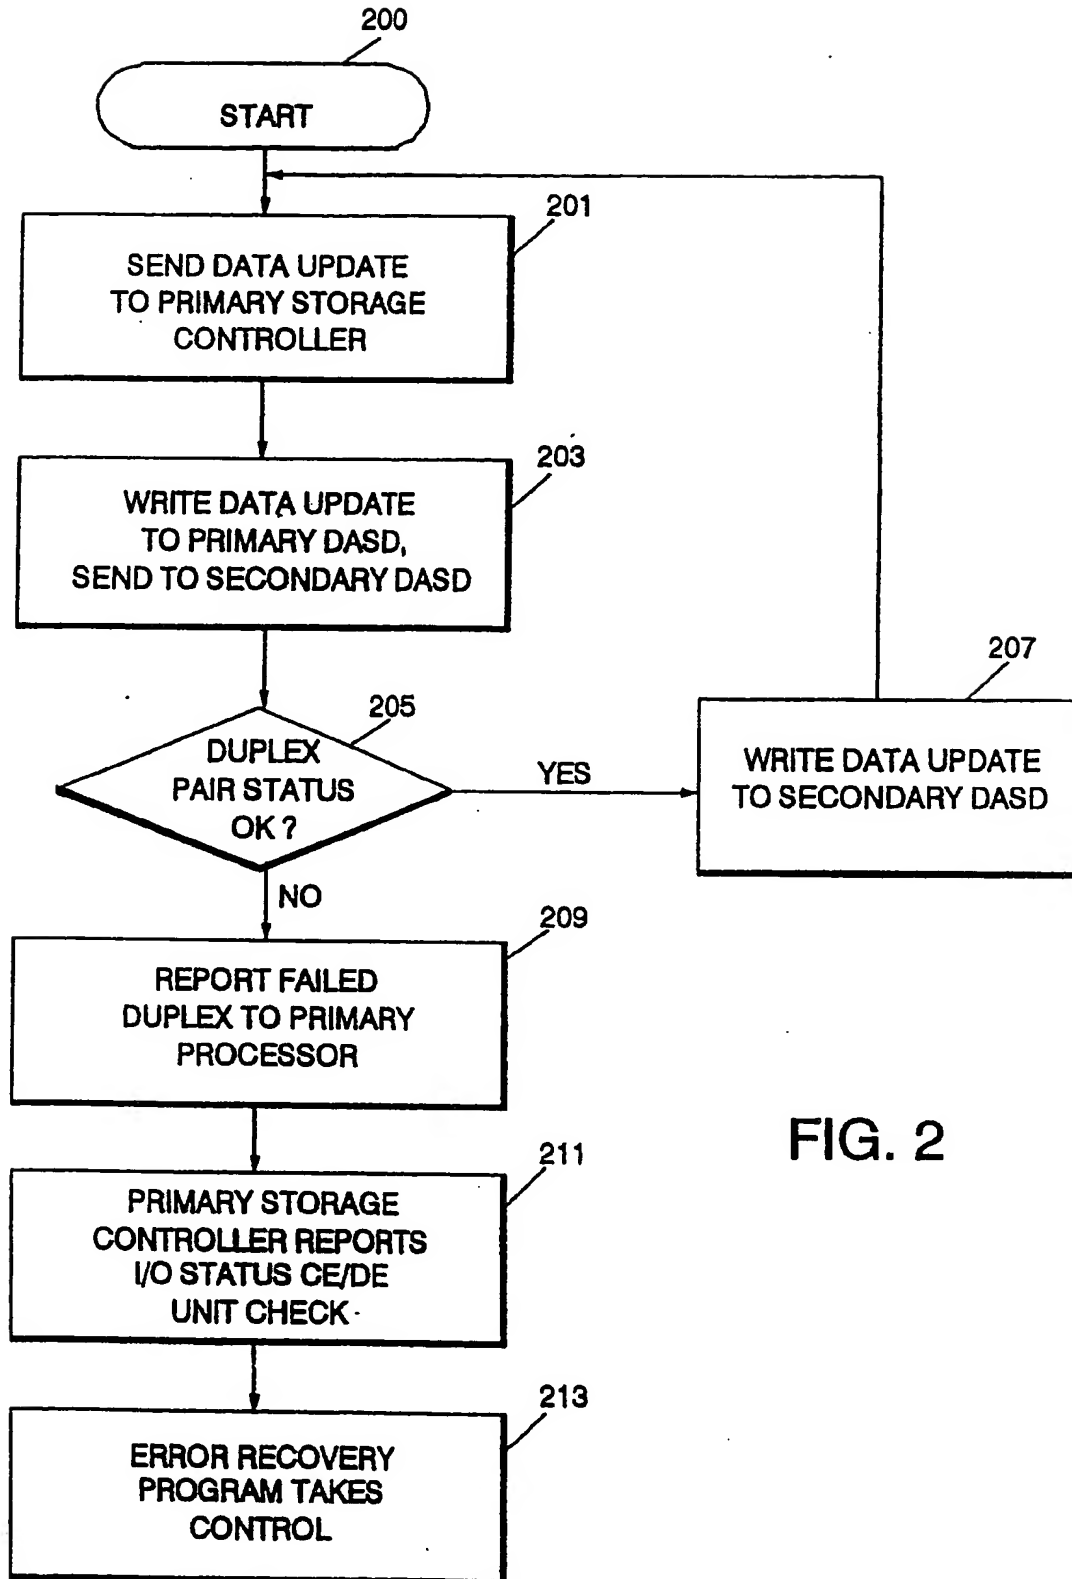 200
START
201
SEND DATA UPDATE
TO PRIMARY STORAGE
CONTROLLER
203
WRITE DATA UPDATE
TO PRIMARY DASD,
SEND TO SECONDARY DASD
205
DUPLEX
PAIR STATUS
OK ?
YES
207
WRITE DATA UPDATE
TO SECONDARY DASD
NO
209
REPORT FAILED
DUPLEX TO PRIMARY
PROCESSOR
211
PRIMARY STORAGE
CONTROLLER REPORTS
I/O STATUS CE/DE
UNIT CHECK
213
ERROR RECOVERY
PROGRAM TAKES
CONTROL
FIG. 2